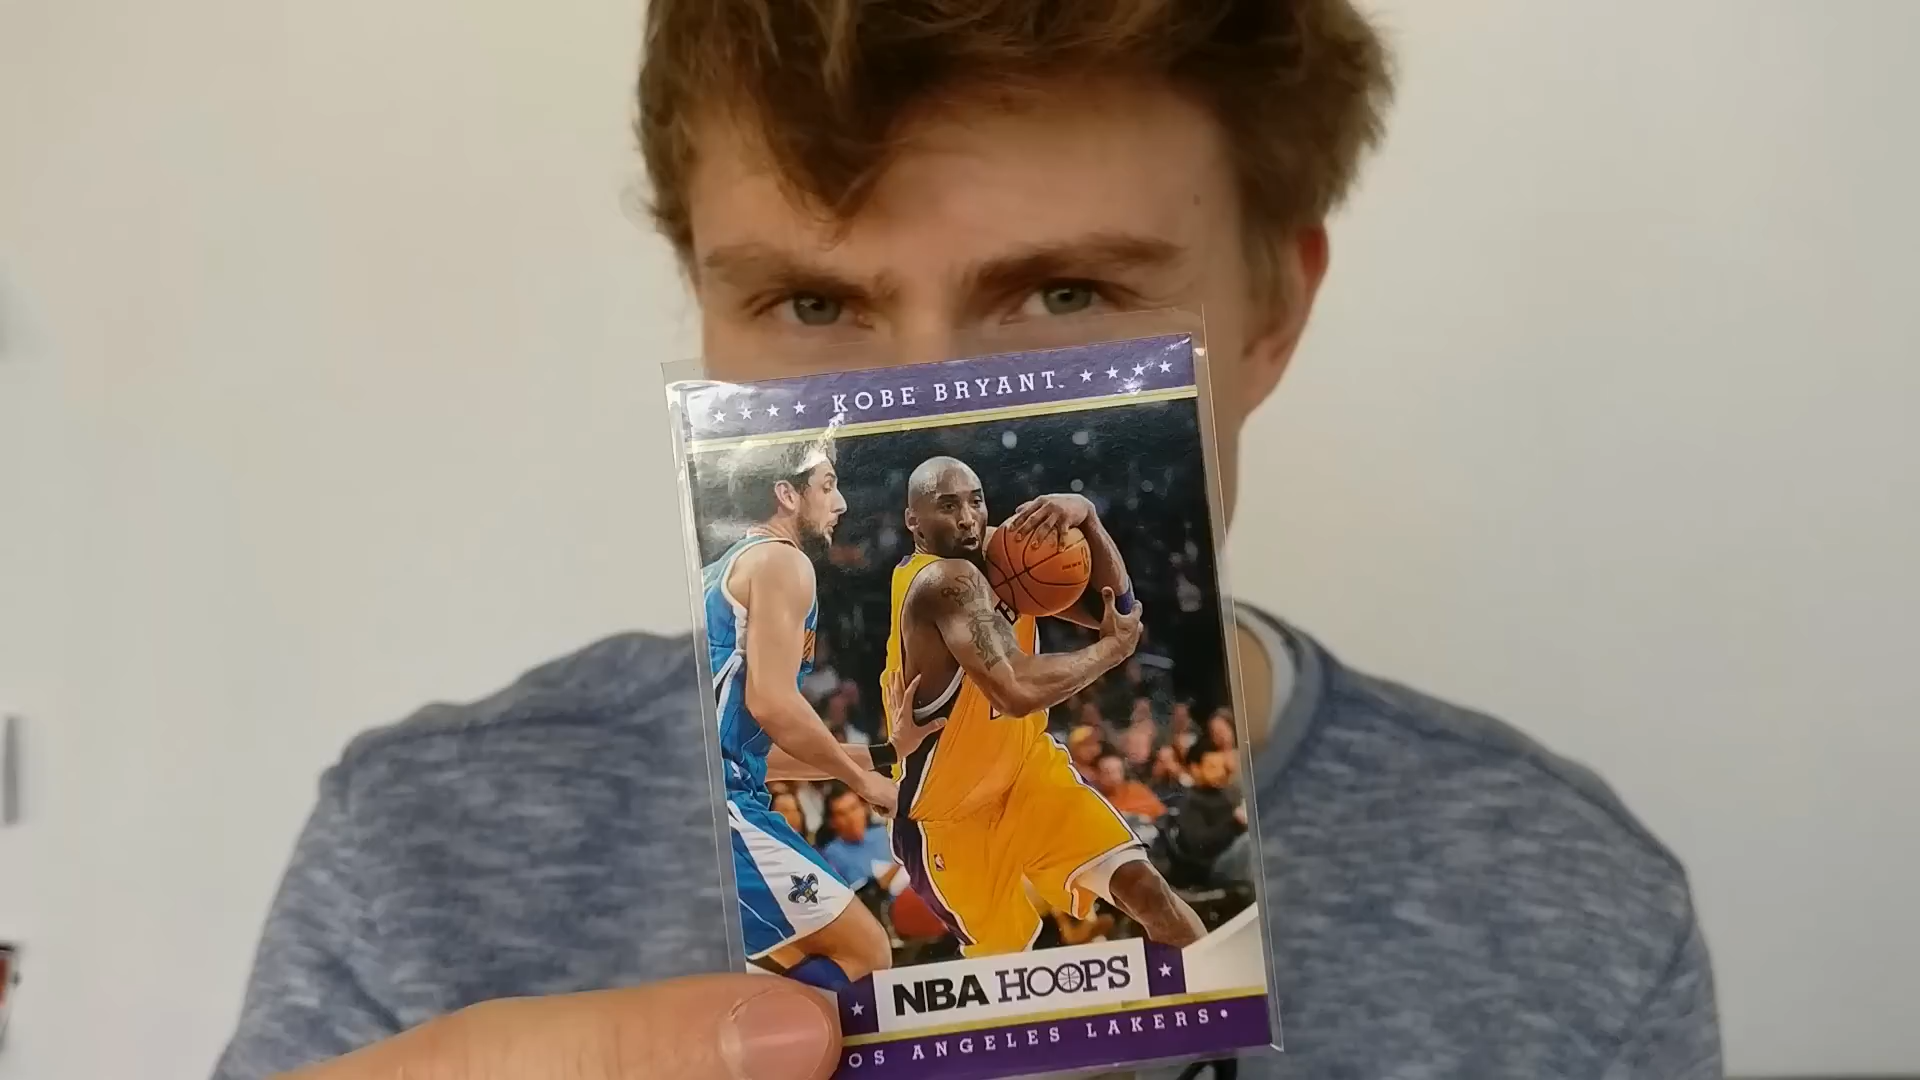 ★ ★ ★ ★ KOBE BRYANT ★ ★ ★ ★
★ NBA HOOPS ★
OS ANGELES LAKERS •